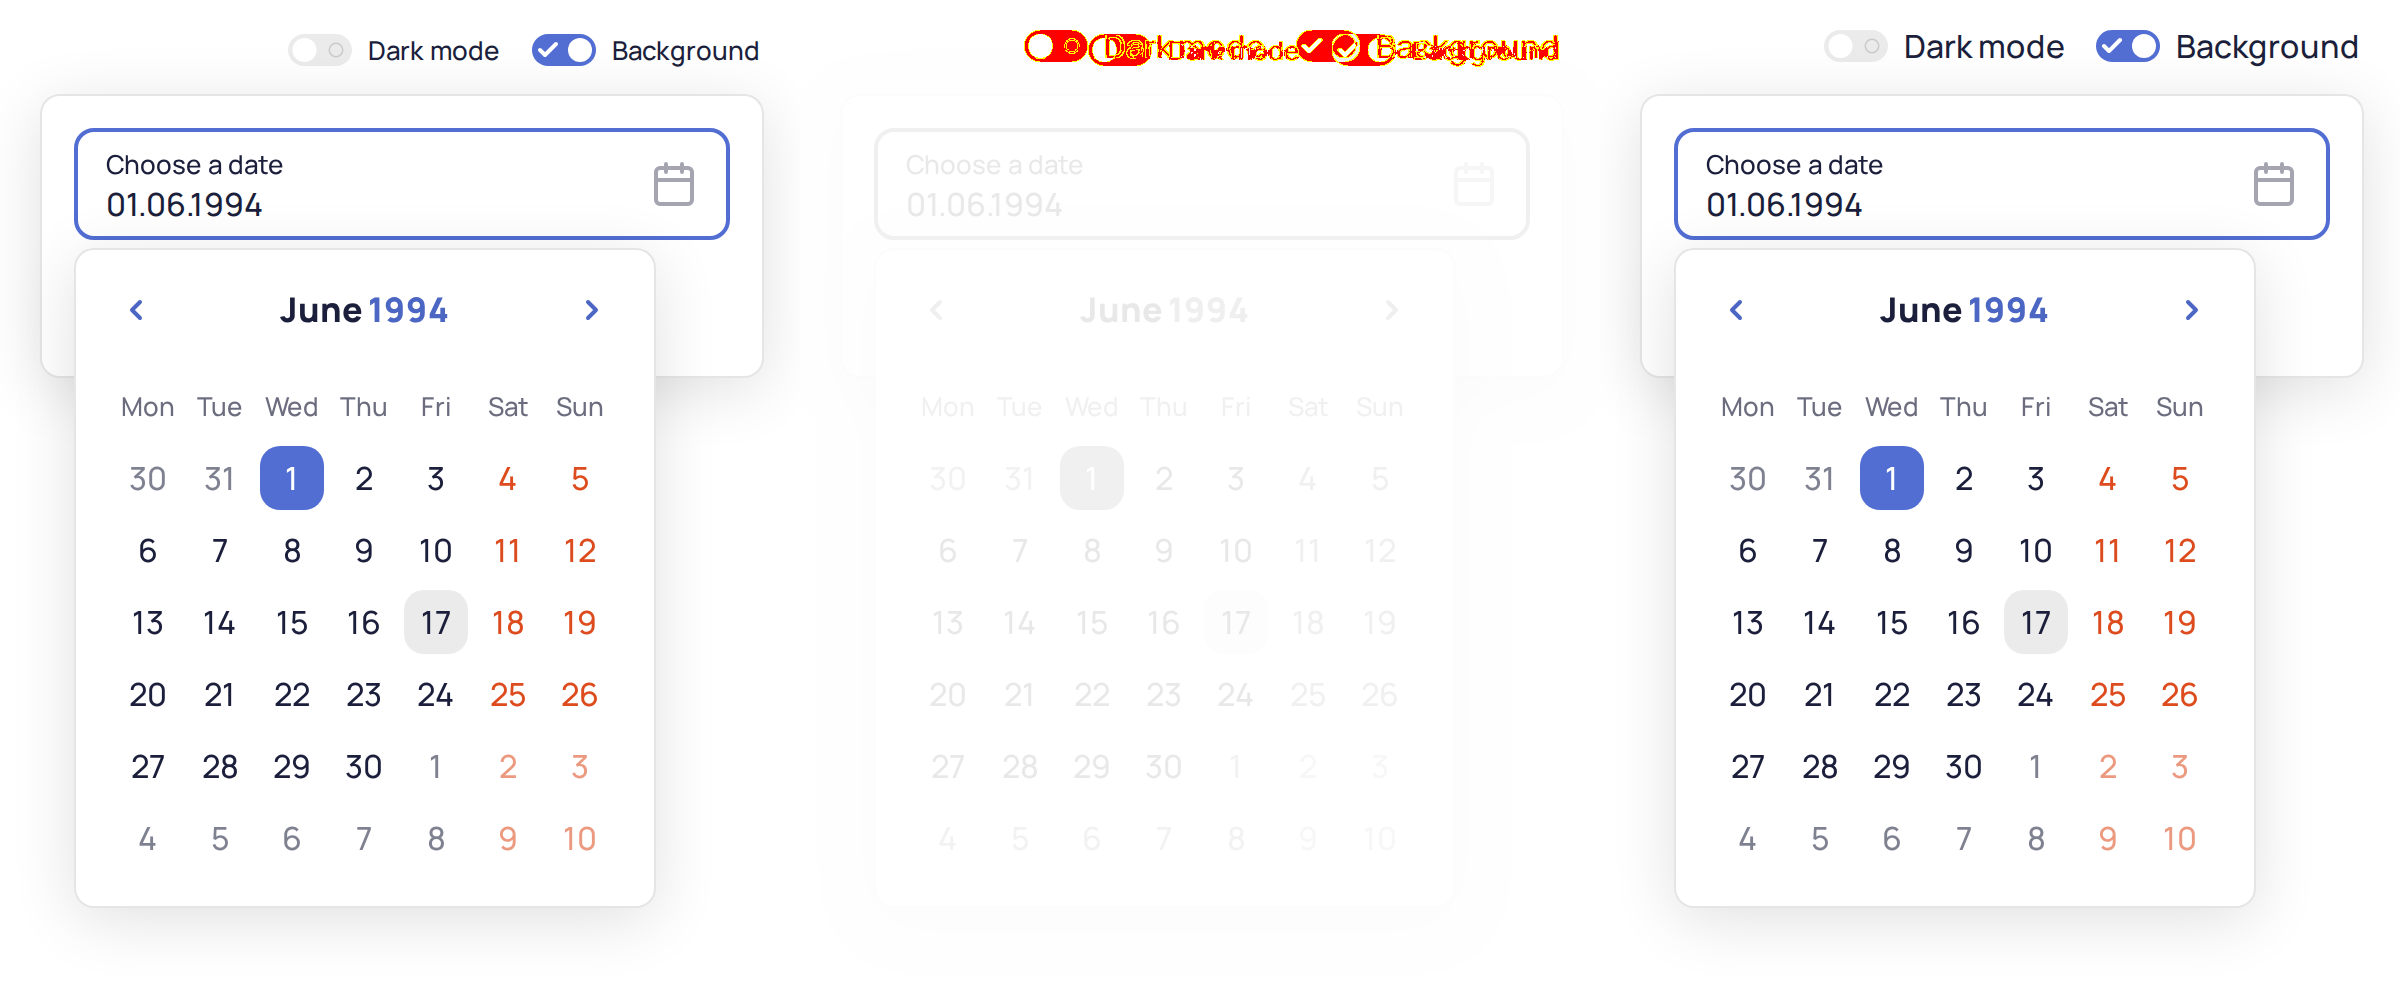 Dark mode Background
Choose a date
01.06.1994
June 1994
Mon Tue Wed Thu Fri Sat Sun
30 31 1 2 3 4 5
6 7 8 9 10 11 12
13 14 15 16 17 18 19
20 21 22 23 24 25 26
27 28 29 30 1 2 3
4 5 6 7 8 9 10
Dark mode Background
Choose a date
01.06.1994
June 1994
Mon Tue Wed Thu Fri Sat Sun
30 31 1 2 3 4 5
6 7 8 9 10 11 12
13 14 15 16 17 18 19
20 21 22 23 24 25 26
27 28 29 30 1 2 3
4 5 6 7 8 9 10
Dark mode Background
Choose a date
01.06.1994
June 1994
Mon Tue Wed Thu Fri Sat Sun
30 31 1 2 3 4 5
6 7 8 9 10 11 12
13 14 15 16 17 18 19
20 21 22 23 24 25 26
27 28 29 30 1 2 3
4 5 6 7 8 9 10